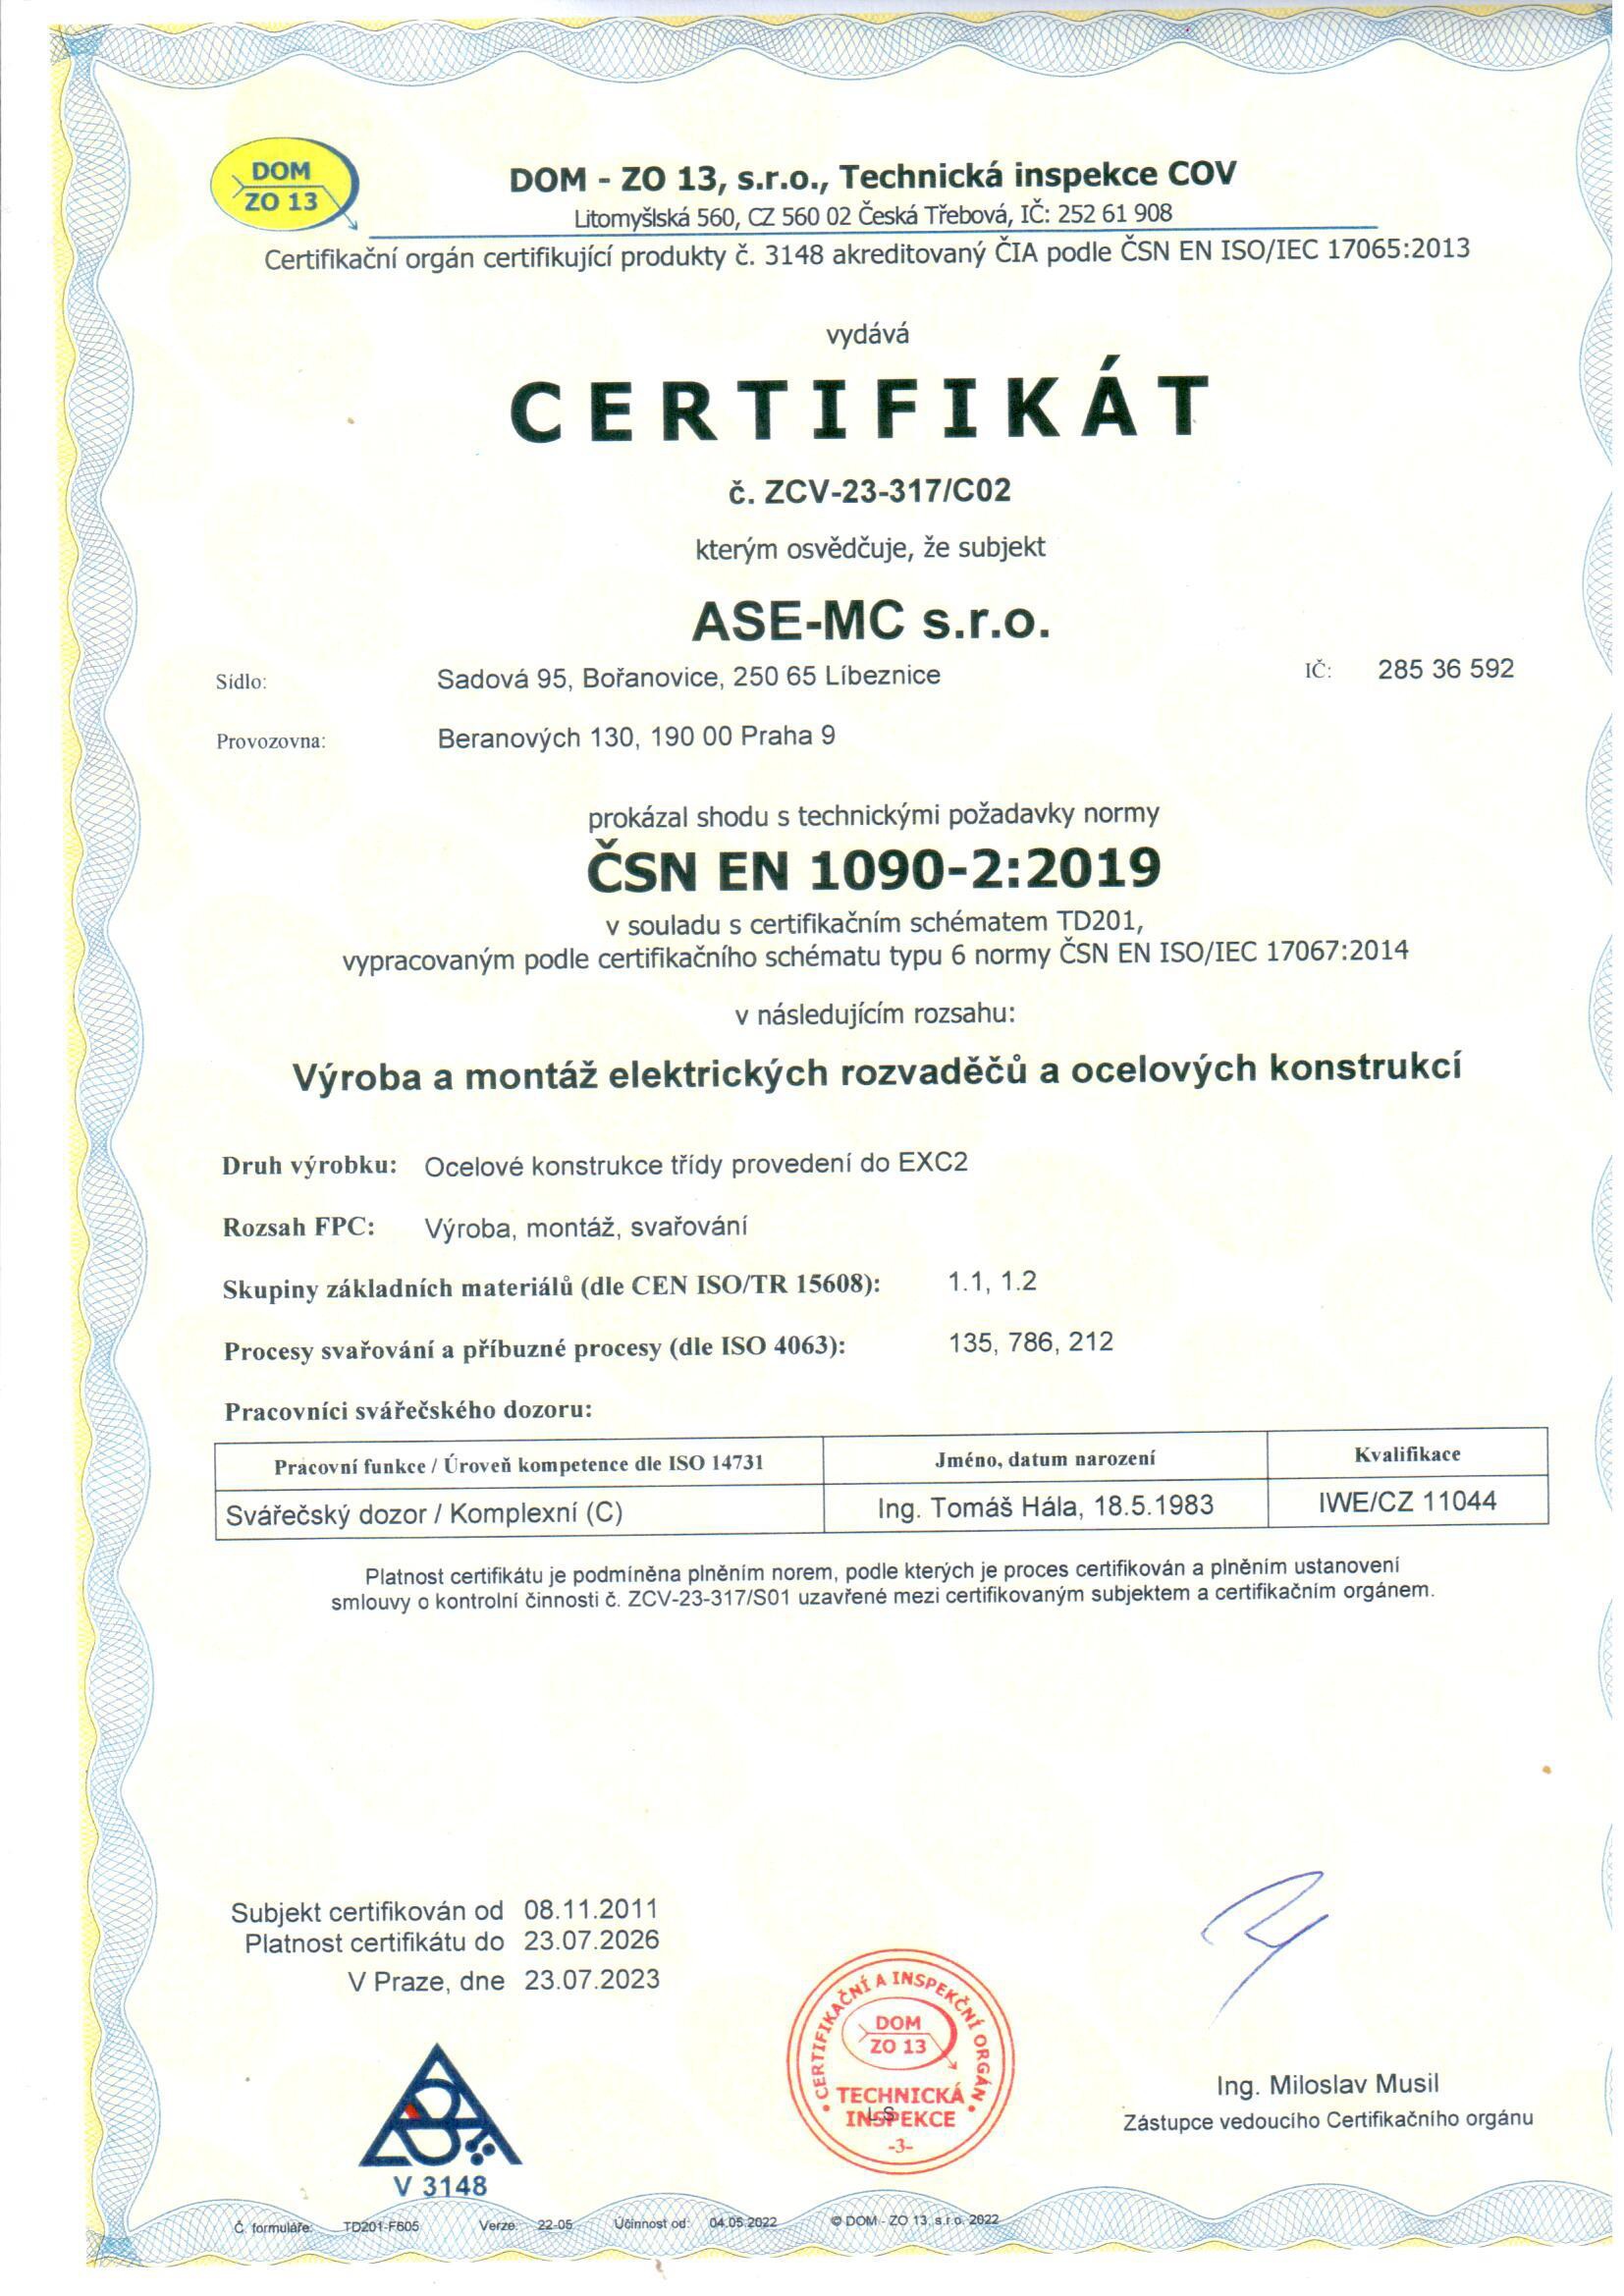 DOM
ZO 13
DOM - ZO 13, s.r.o., Technická inspekce COV
Litomyšlská 560, CZ 560 02 Česká Třebová, IČ: 252 61 908
Certifikační orgán certifikující produkty č. 3148 akreditovaný ČIA podle ČSN EN ISO/IEC 17065:2013
vydává
CERTIFIKÁT
č. ZCV-23-317/C02
kterým osvědčuje, že subjekt
ASE-MC s.r.o.
Sídlo: Sadová 95, Bořanovice, 250 65 Líbeznice IČ: 285 36 592
Provozovna: Beranových 130, 190 00 Praha 9
prokázal shodu s technickými požadavky normy
ČSN EN 1090-2:2019
v souladu s certifikačním schématem TD201,
vypracovaným podle certifikačního schématu typu 6 normy ČSN EN ISO/IEC 17067:2014
v následujícím rozsahu:
Výroba a montáž elektrických rozvaděčů a ocelových konstrukcí
Druh výrobku: Ocelové konstrukce třídy provedení do EXC2
Rozsah FPC: Výroba, montáž, svařování
Skupiny základních materiálů (dle CEN ISO/TR 15608): 1.1, 1.2
Procesy svařování a příbuzné procesy (dle ISO 4063): 135, 786, 212
Pracovníci svářečského dozoru:
Pracovní funkce / Úroveň kompetence dle ISO 14731 Jméno, datum narození Kvalifikace
Svářečský dozor / Komplexní (C) Ing. Tomáš Hála, 18.5.1983 IWE/CZ 11044
Platnost certifikátu je podmíněna plněním norem, podle kterých je proces certifikován a plněním ustanovení
smlouvy o kontrolní činnosti č. ZCV-23-317/S01 uzavřené mezi certifikovaným subjektem a certifikačním orgánem.
Subjekt certifikován od 08.11.2011
Platnost certifikátu do 23.07.2026
V Praze, dne 23.07.2023
CERTIFIKAČNÍ A INSPEKČNÍ ORGÁN
DOM
ZO 13
TECHNICKÁ
INSPEKCE
LS
-3-
Ing. Miloslav Musil
Zástupce vedoucího Certifikačního orgánu
V 3148
Č. formuláře: TD201-F605 Verze: 22-05 Účinnost od: 04.05.2022 © DOM - ZO 13, s.r.o. 2022